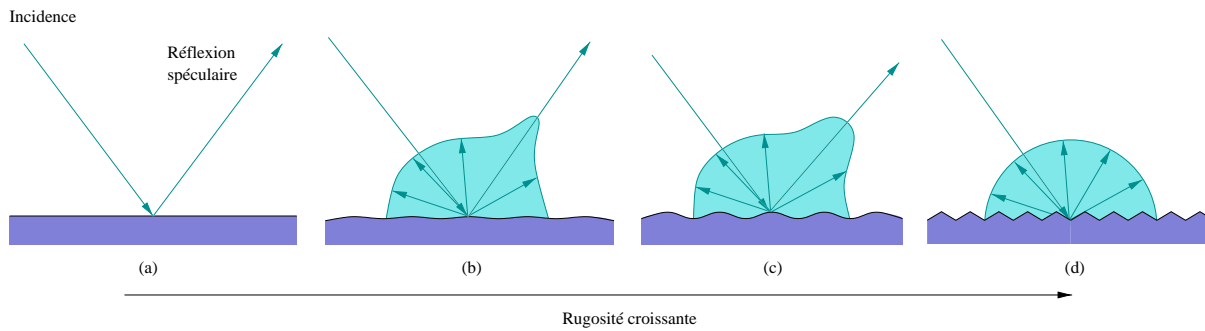 Incidence
Réflexion
spéculaire
(a)
(b)
(c)
(d)
Rugosité croissante